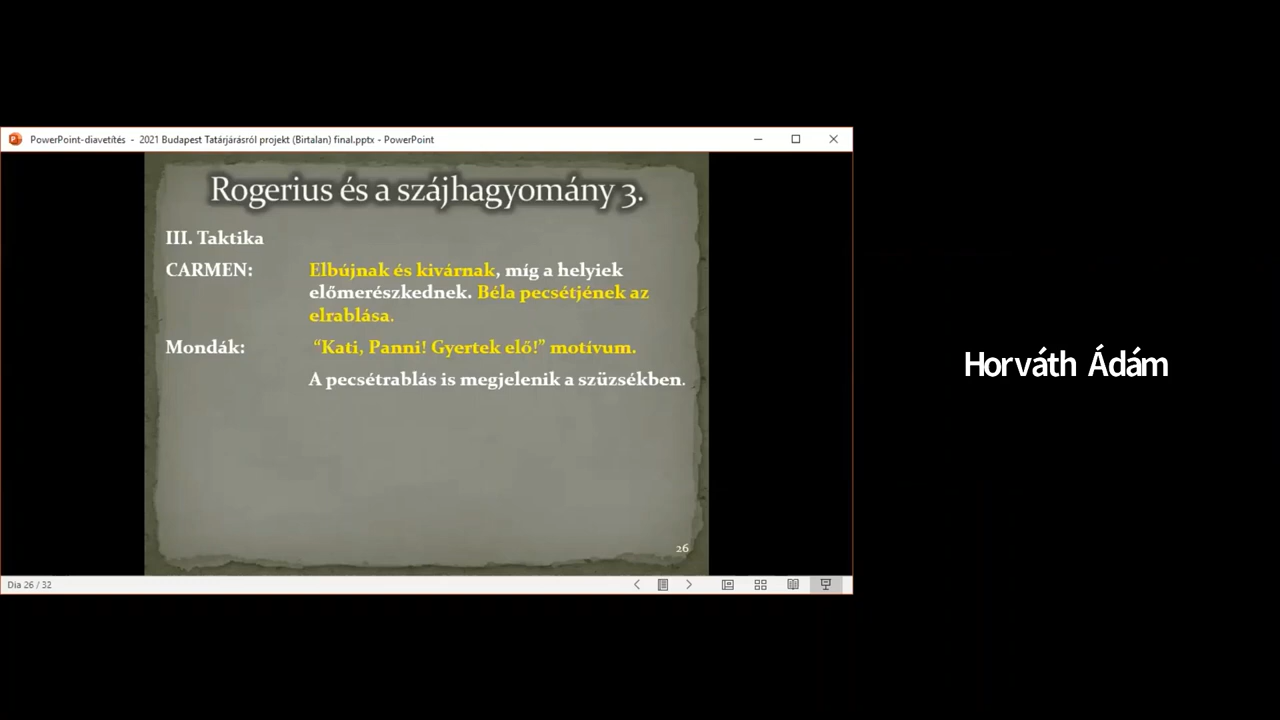 PowerPoint-diavetítés - 2021 Budapest Tatárjárásról projekt (Birtalan) final.pptx - PowerPoint
Rogerius és a szájhagyomány 3.
III. Taktika
CARMEN: Elbújnak és kivárnak, míg a helyiek
előmerészkednek. Béla pecsétjének az
elrablása.
Mondák: “Kati, Panni! Gyertek elő!” motívum.
A pecsétrablás is megjelenik a szüzsékben.
26
Dia 26 / 32
Horváth Ádám